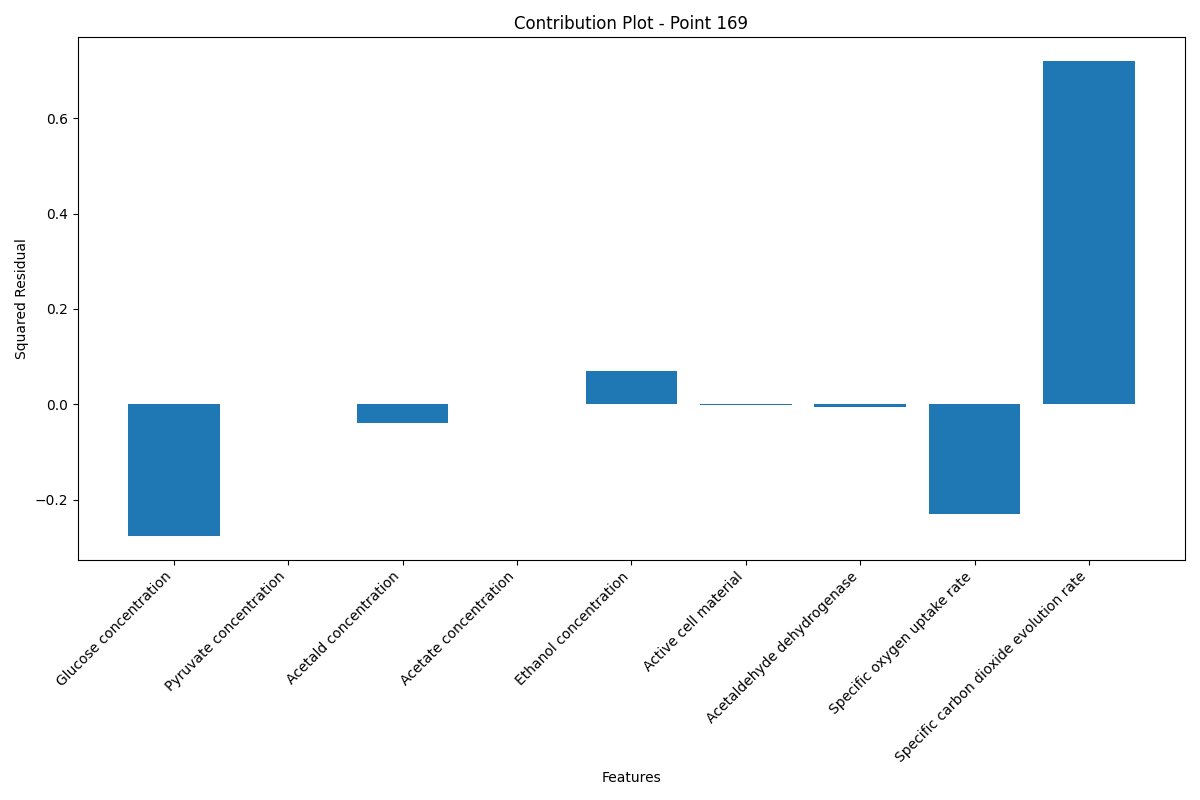 Contribution Plot - Point 169
Squared Residual
0.6
0.4
0.2
0.0
−0.2
Glucose concentration
Pyruvate concentration
Acetald concentration
Acetate concentration
Ethanol concentration
Active cell material
Acetaldehyde dehydrogenase
Specific oxygen uptake rate
Specific carbon dioxide evolution rate
Features